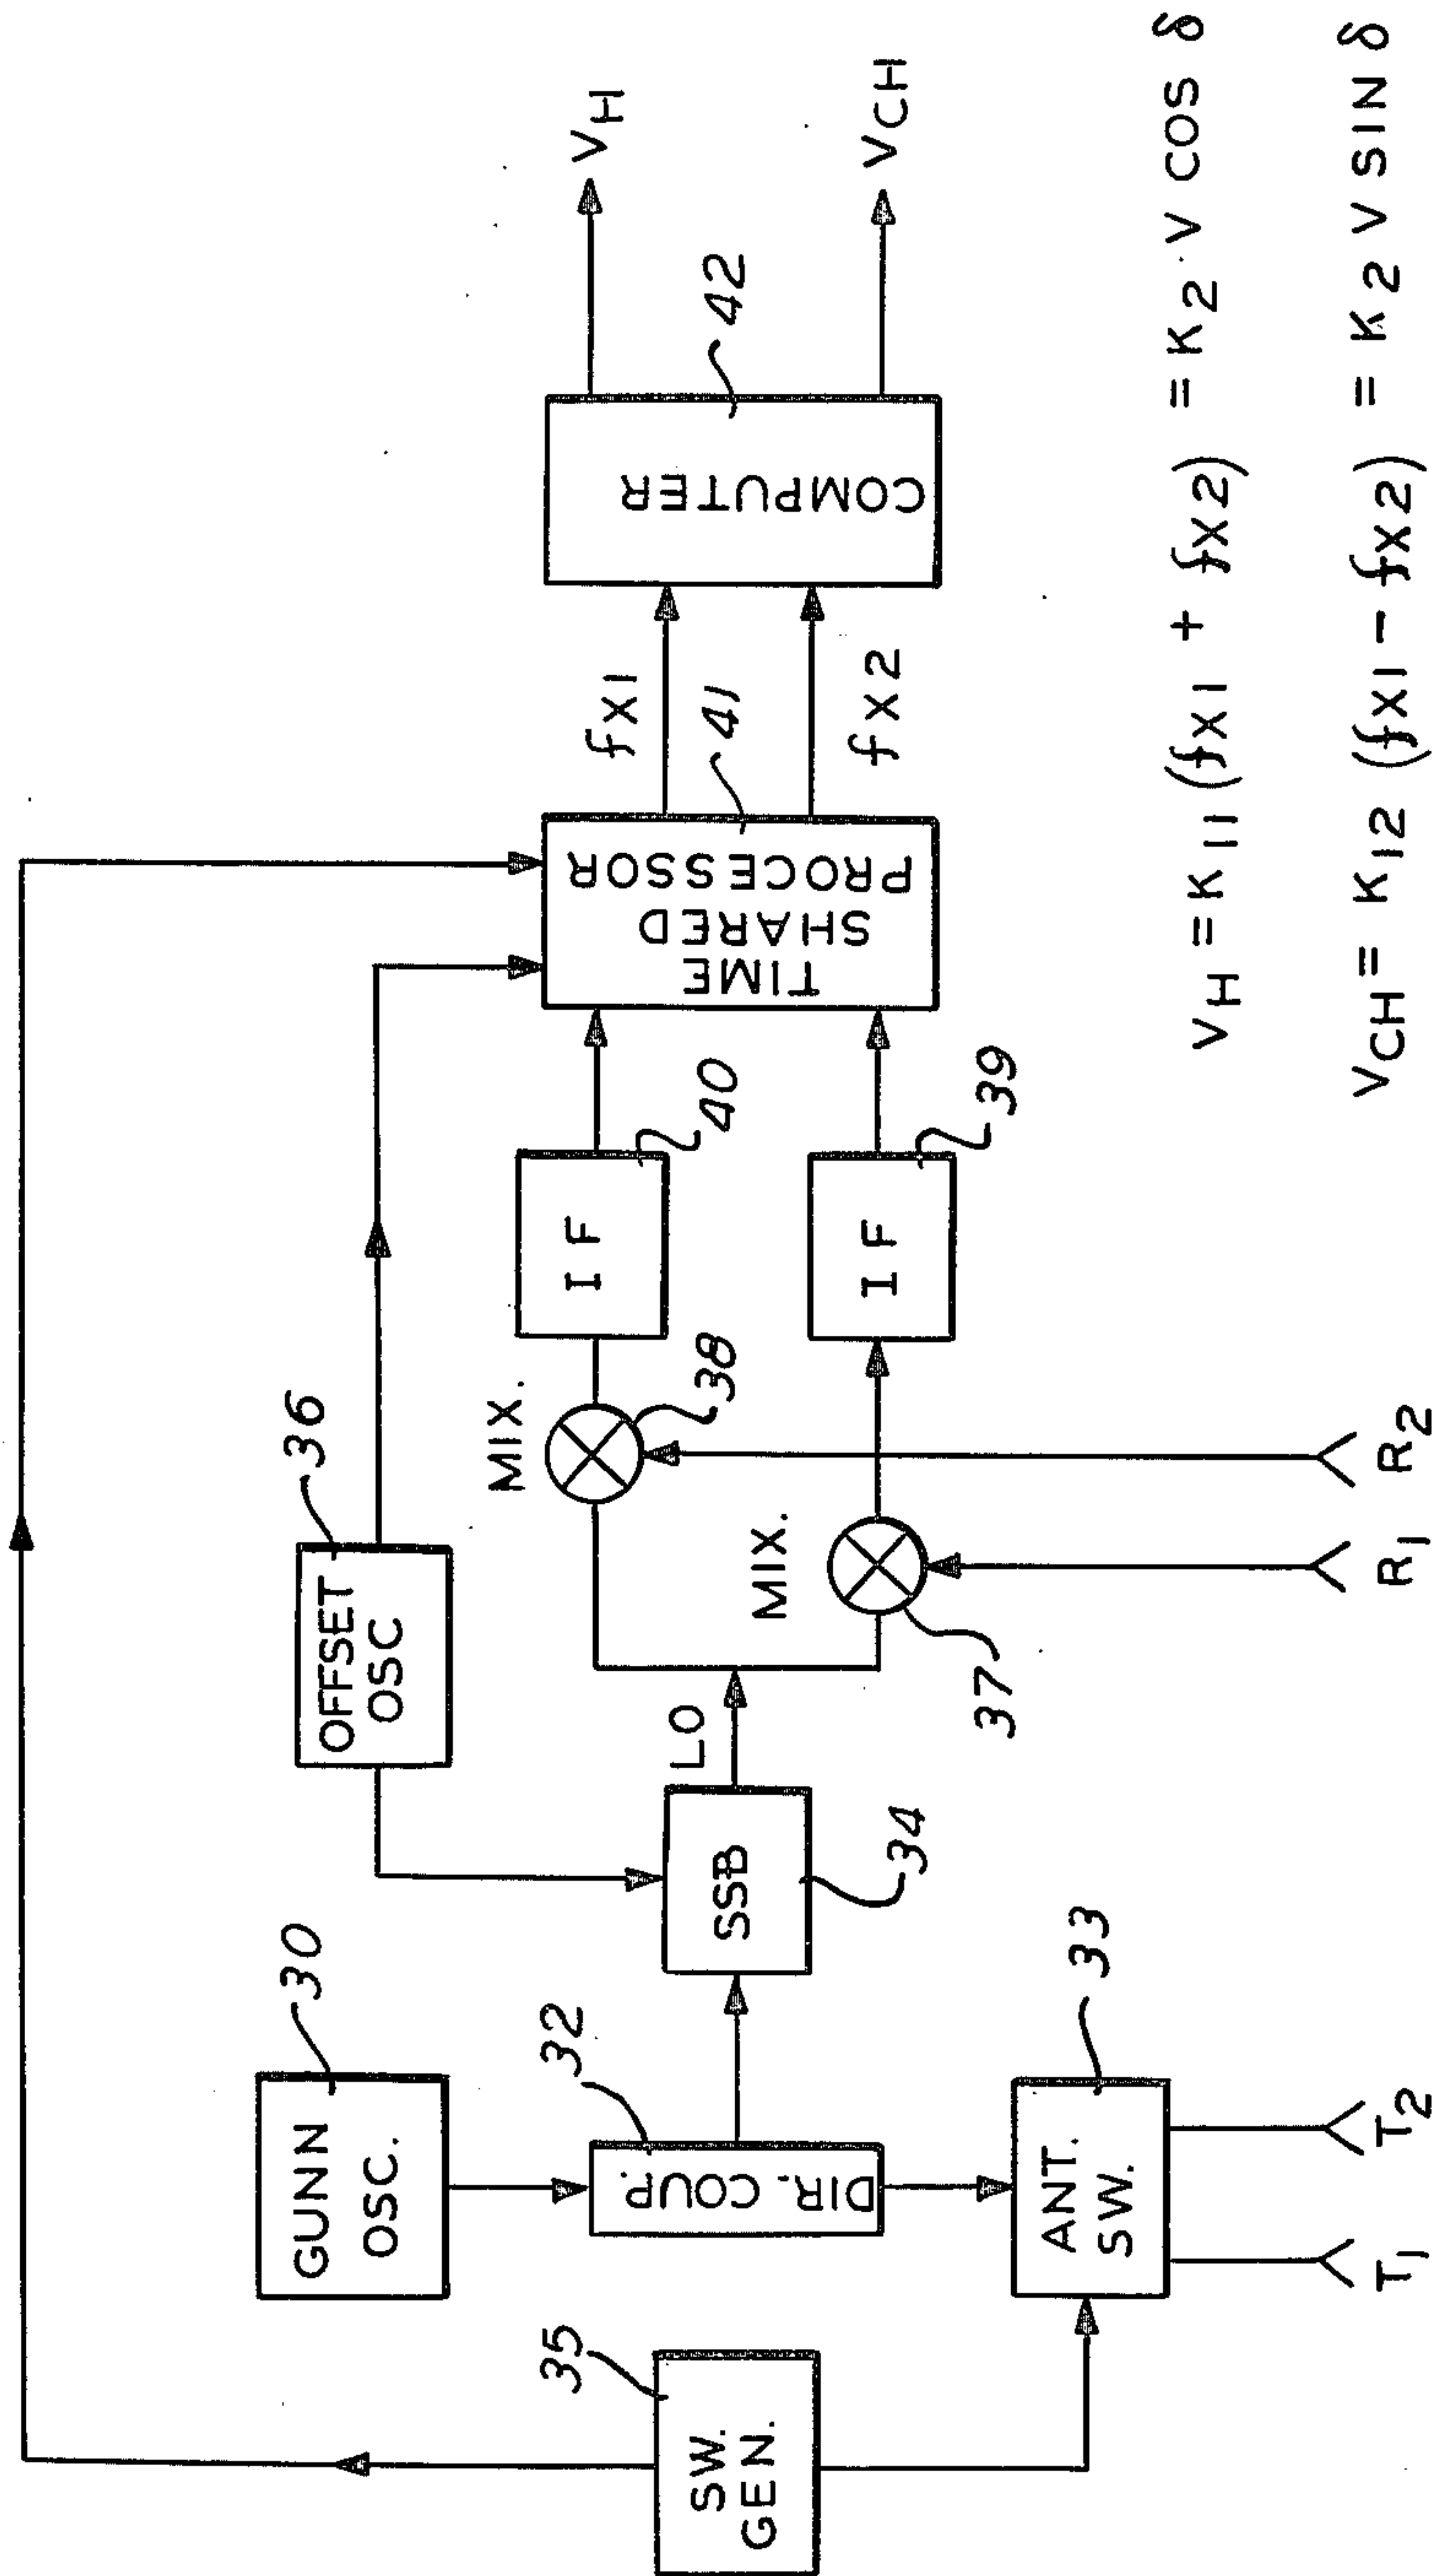 35
SW.
GEN.
30
GUNN
OSC.
32
DIR. COUP.
33
ANT.
SW.
T1
T2
36
OFFSET
OSC
SSB
34
LO
MIX.
38
MIX.
37
R1
R2
IF
40
IF
39
TIME
SHARED
PROCESSOR
41
fX1
fX2
COMPUTER
42
VH
VCH
VH = K11 (fX1 + fX2) = K2 V COS δ
VCH = K12 (fX1 - fX2) = K2 V SIN δ